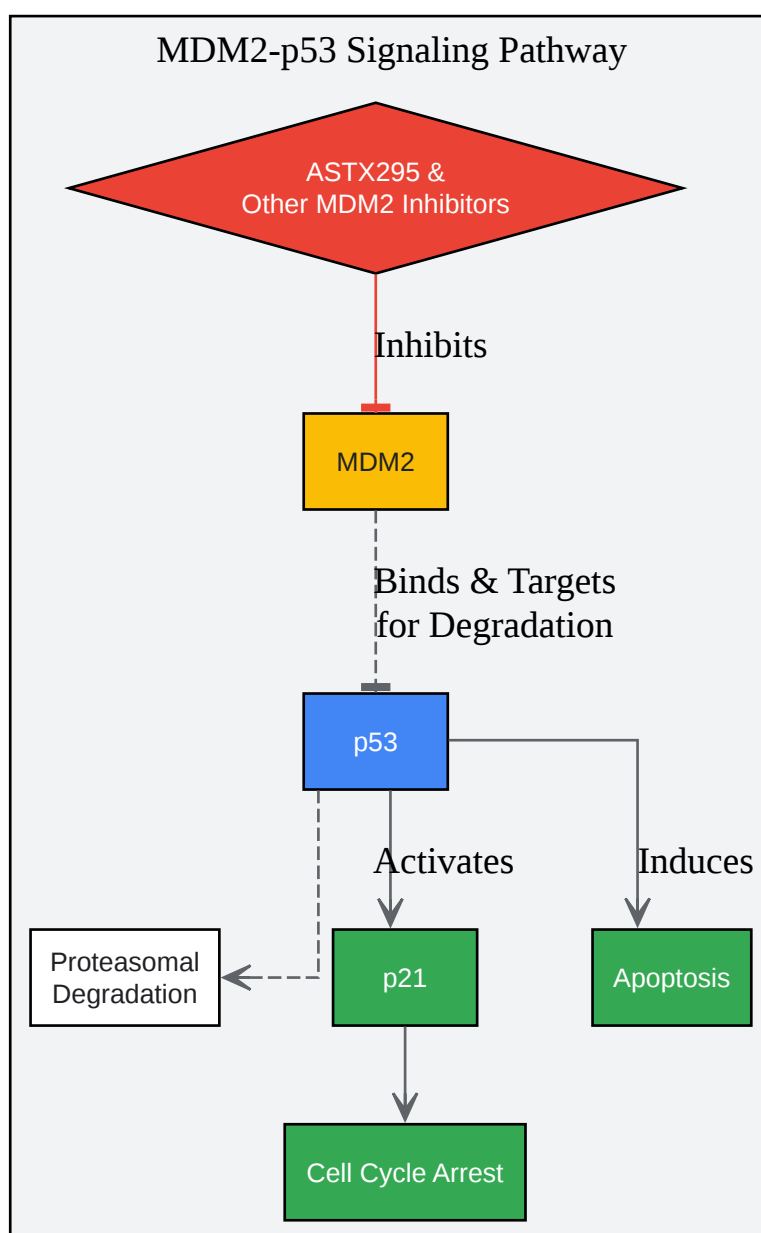 MDM2-p53 Signaling Pathway
ASTX295 &
Other MDM2 Inhibitors
Inhibits
MDM2
Binds & Targets
for Degradation
p53
Activates
Induces
Proteasomal
Degradation
p21
Apoptosis
Cell Cycle Arrest